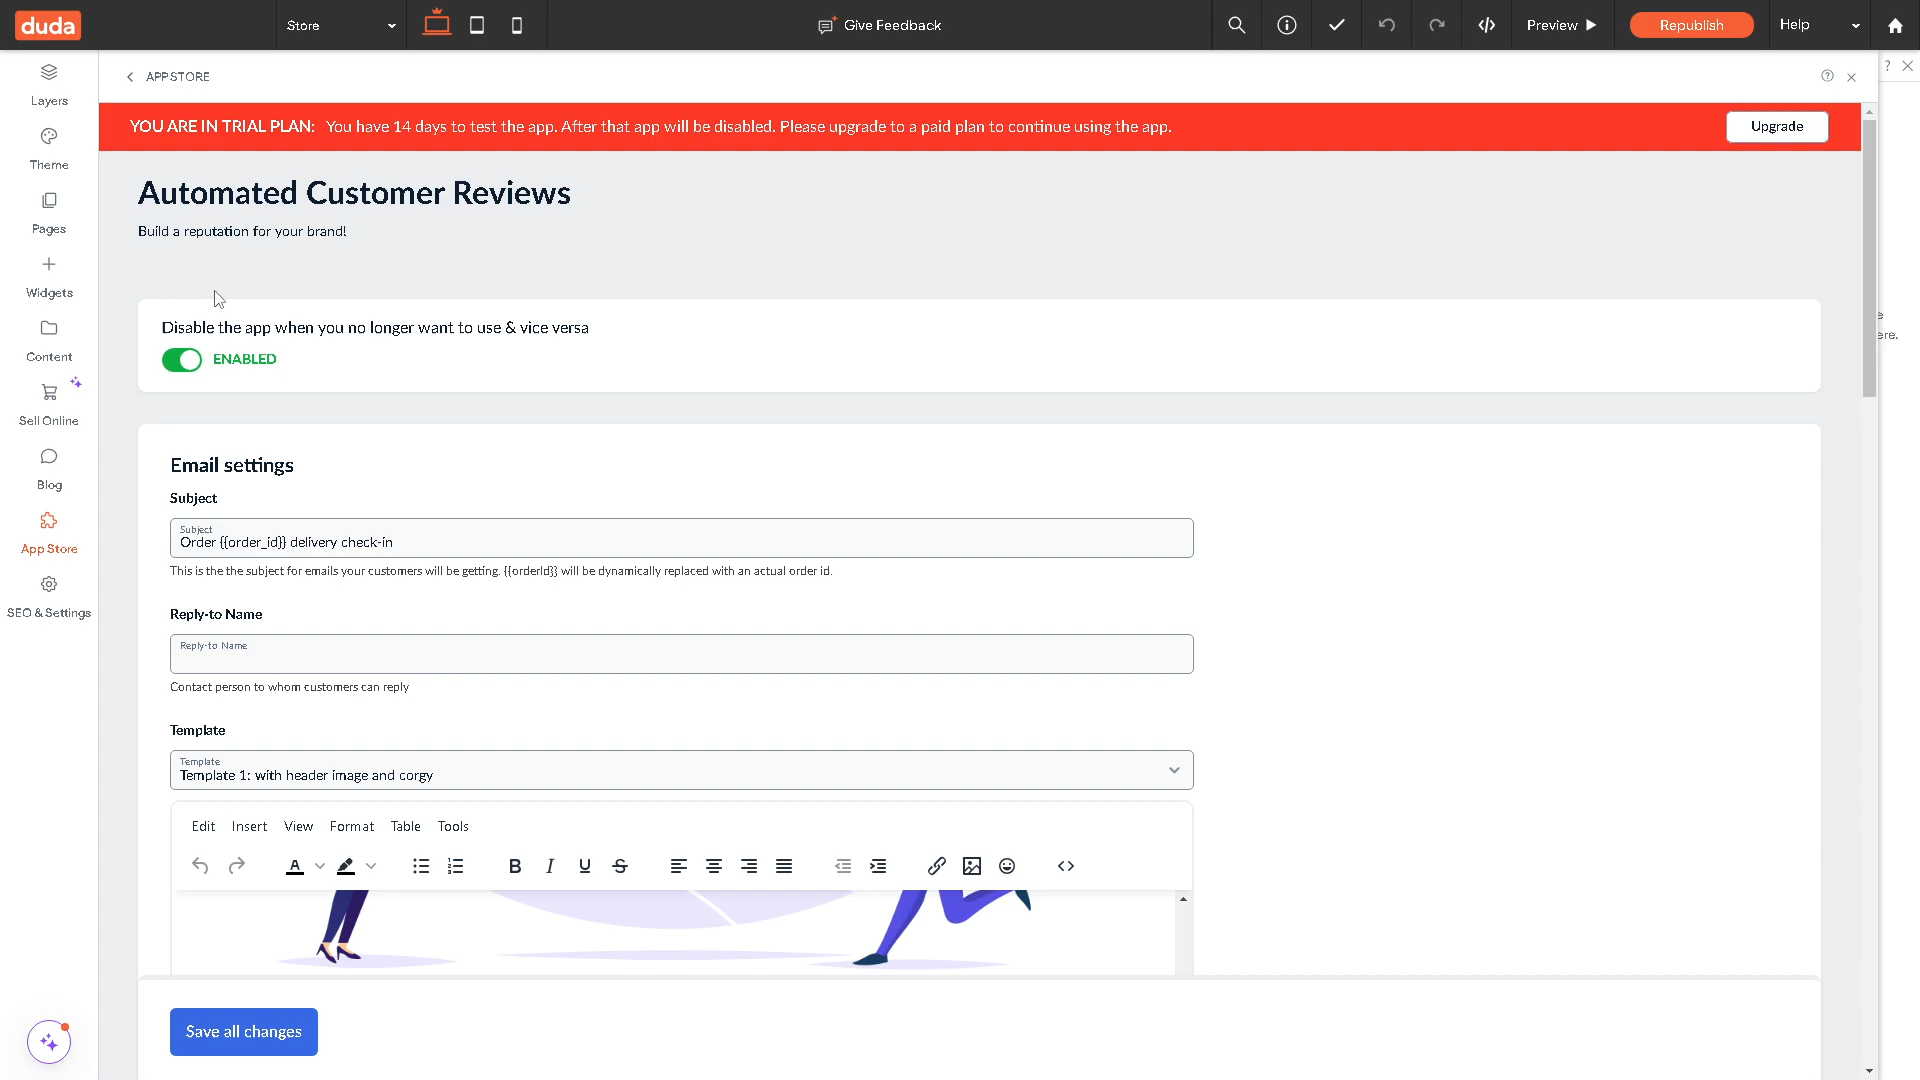 duda
Store
Give Feedback
Preview
Republish
Help
Layers
Theme
Pages
Widgets
Content
Sell Online
Blog
App Store
SEO & Settings
APP STORE
?
YOU ARE IN TRIAL PLAN: You have 14 days to test the app. After that app will be disabled. Please upgrade to a paid plan to continue using the app.
Upgrade
Automated Customer Reviews
Build a reputation for your brand!
Disable the app when you no longer want to use & vice versa
ENABLED
ere.
Email settings
Subject
Subject
Order {{order_id}} delivery check-in
This is the the subject for emails your customers will be getting. {{orderId}} will be dynamically replaced with an actual order id.
Reply-to Name
Reply-to Name
Contact person to whom customers can reply
Template
Template
Template 1: with header image and corgy
Edit Insert View Format Table Tools
Save all changes